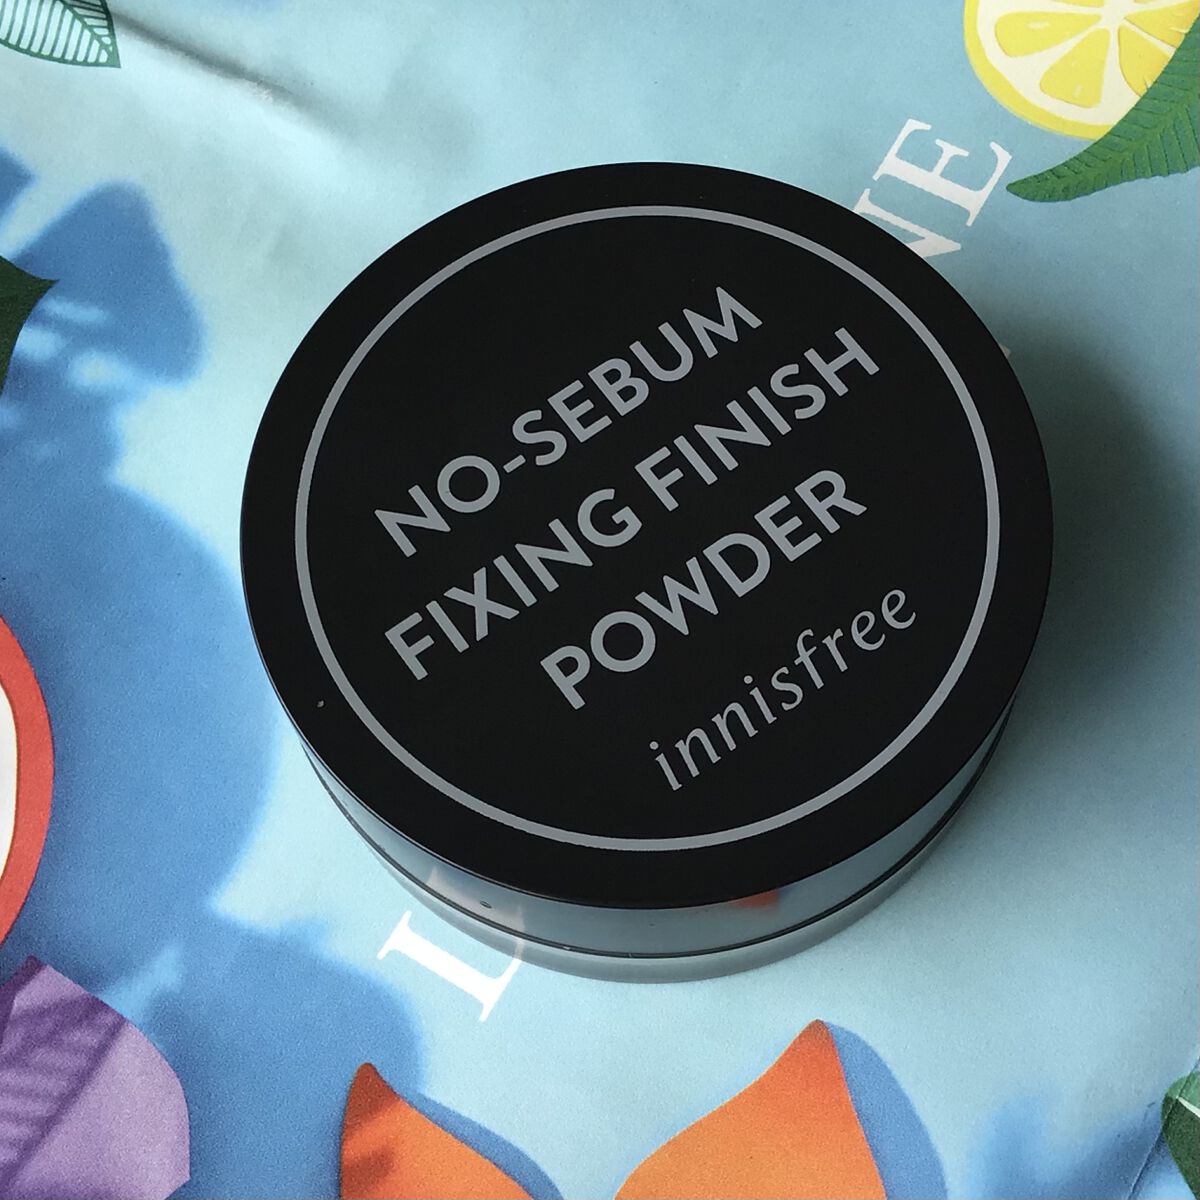 NO-SEBUM
FIXING FINISH
POWDER
innisfree